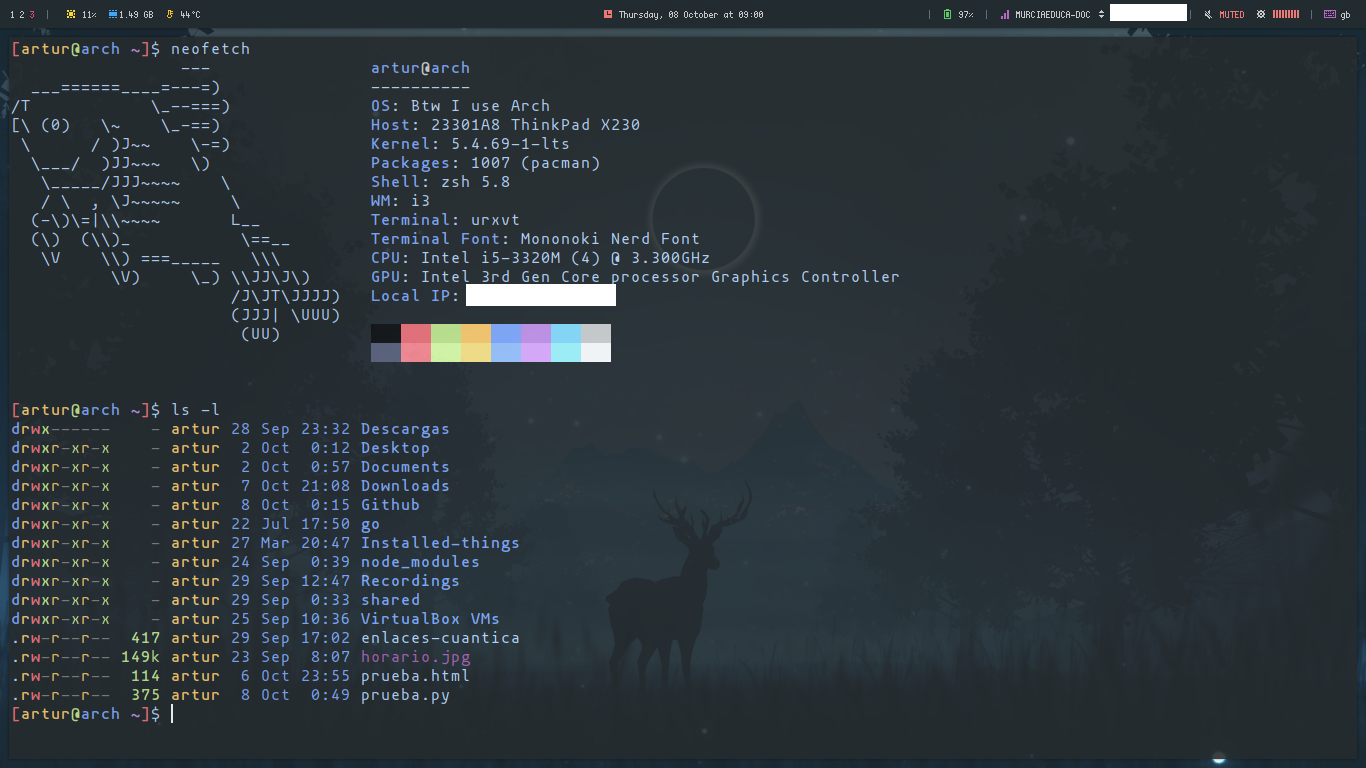 1 2 3 | 11% 1.49 GB 44°C Thursday, 08 October at 09:00 | 97% | MURCIAEDUCA-DOC | MUTED | gb
[artur@arch ~]$ neofetch
                 ---                artur@arch
  ___======____=----=)              ----------
/T            \_--===)              OS: Btw I use Arch
[\ (0)   \~    \_-==)               Host: 23301A8 ThinkPad X230
 \      / )J~~    \-=)              Kernel: 5.4.69-1-lts
  \___/  )JJ~~~   \)                Packages: 1007 (pacman)
   \_____/JJJ~~~~    \              Shell: zsh 5.8
   / \  , \J~~~~~     \             WM: i3
  (-\)\=|\\~~~~       L__           Terminal: urxvt
  (\)  (\\)_           \==__        Terminal Font: Mononoki Nerd Font
   \V    \\) ===_____   \\\         CPU: Intel i5-3320M (4) @ 3.300GHz
          \V)     \_) \\JJ\J\)      GPU: Intel 3rd Gen Core processor Graphics Controller
                      /J\JT\JJJJ)   Local IP:
                      (JJJ| \UUU)
                       (UU)
[artur@arch ~]$ ls -l
drwx------    - artur 28 Sep 23:32 Descargas
drwxr-xr-x    - artur  2 Oct  0:12 Desktop
drwxr-xr-x    - artur  2 Oct  0:57 Documents
drwxr-xr-x    - artur  7 Oct 21:08 Downloads
drwxr-xr-x    - artur  8 Oct  0:15 Github
drwxr-xr-x    - artur 22 Jul 17:50 go
drwxr-xr-x    - artur 27 Mar 20:47 Installed-things
drwxr-xr-x    - artur 24 Sep  0:39 node_modules
drwxr-xr-x    - artur 29 Sep 12:47 Recordings
drwxr-xr-x    - artur 29 Sep  0:33 shared
drwxr-xr-x    - artur 25 Sep 10:36 VirtualBox VMs
.rw-r--r--  417 artur 29 Sep 17:02 enlaces-cuantica
.rw-r--r-- 149k artur 23 Sep  8:07 horario.jpg
.rw-r--r--  114 artur  6 Oct 23:55 prueba.html
.rw-r--r--  375 artur  8 Oct  0:49 prueba.py
[artur@arch ~]$